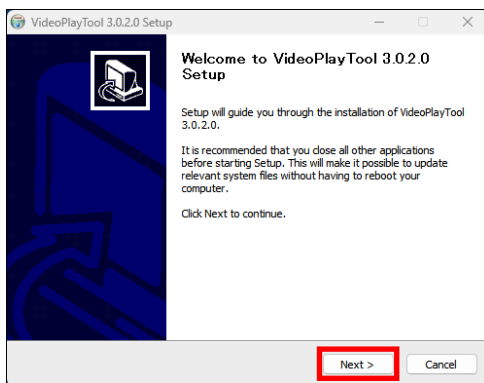 VideoPlayTool 3.0.2.0 Setup
Welcome to VideoPlayTool 3.0.2.0
Setup
Setup will guide you through the installation of VideoPlayTool
3.0.2.0.
It is recommended that you close all other applications
before starting Setup. This will make it possible to update
relevant system files without having to reboot your
computer.
Click Next to continue.
Next >
Cancel